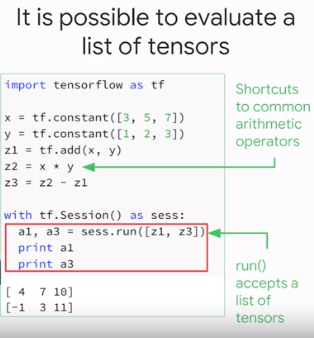 It is possible to evaluate a
list of tensors
import tensorflow as tf
x = tf.constant([3, 5, 7])
y = tf.constant([1, 2, 3])
z1 = tf.add(x, y)
z2 = x * y
z3 = z2 - z1
with tf.Session() as sess:
a1, a3 = sess.run([z1, z3])
print a1
print a3
[ 4 7 10]
[-1 3 11]
Shortcuts
to common
arithmetic
operators
run()
accepts a
list of
tensors